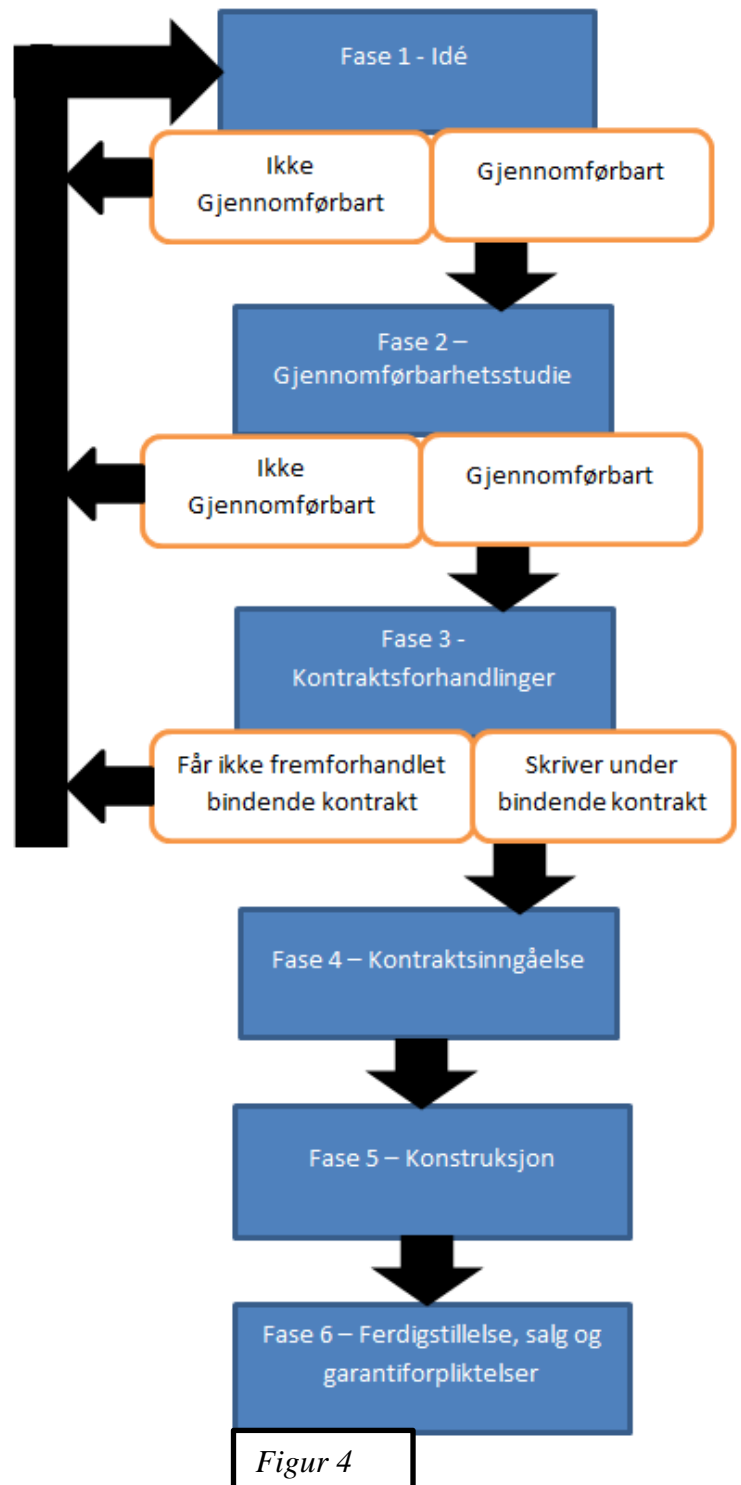 Fase 1 - Idé
Ikke
Gjennomførbart
Gjennomførbart
Fase 2 –
Gjennomførbarhetsstudie
Ikke
Gjennomførbart
Gjennomførbart
Fase 3 -
Kontraktsforhandlinger
Får ikke fremforhandlet
bindende kontrakt
Skriver under
bindende kontrakt
Fase 4 – Kontraktsinngåelse
Fase 5 – Konstruksjon
Fase 6 – Ferdigstillelse, salg og
garantiforpliktelser
Figur 4